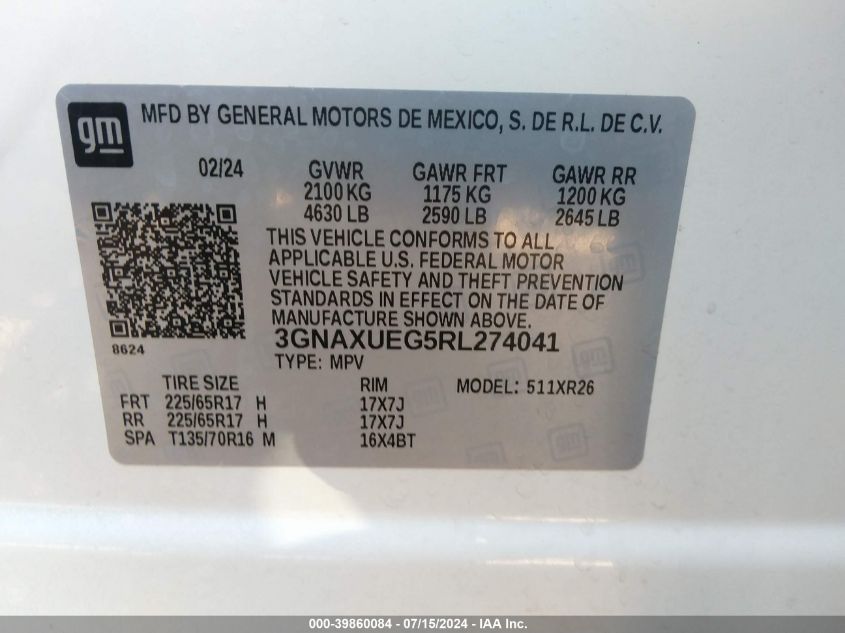 gm
MFD BY GENERAL MOTORS DE MEXICO, S. DE R.L. DE C.V.
02/24 GVWR GAWR FRT GAWR RR
2100 KG 1175 KG 1200 KG
4630 LB 2590 LB 2645 LB
THIS VEHICLE CONFORMS TO ALL
APPLICABLE U.S. FEDERAL MOTOR
VEHICLE SAFETY AND THEFT PREVENTION
STANDARDS IN EFFECT ON THE DATE OF
MANUFACTURE SHOWN ABOVE.
3GNAXUEG5RL274041
8624
TYPE: MPV
TIRE SIZE RIM MODEL: 511XR26
FRT 225/65R17 H 17X7J
RR 225/65R17 H 17X7J
SPA T135/70R16 M 16X4BT
000-39860084 - 07/15/2024 - IAA Inc.